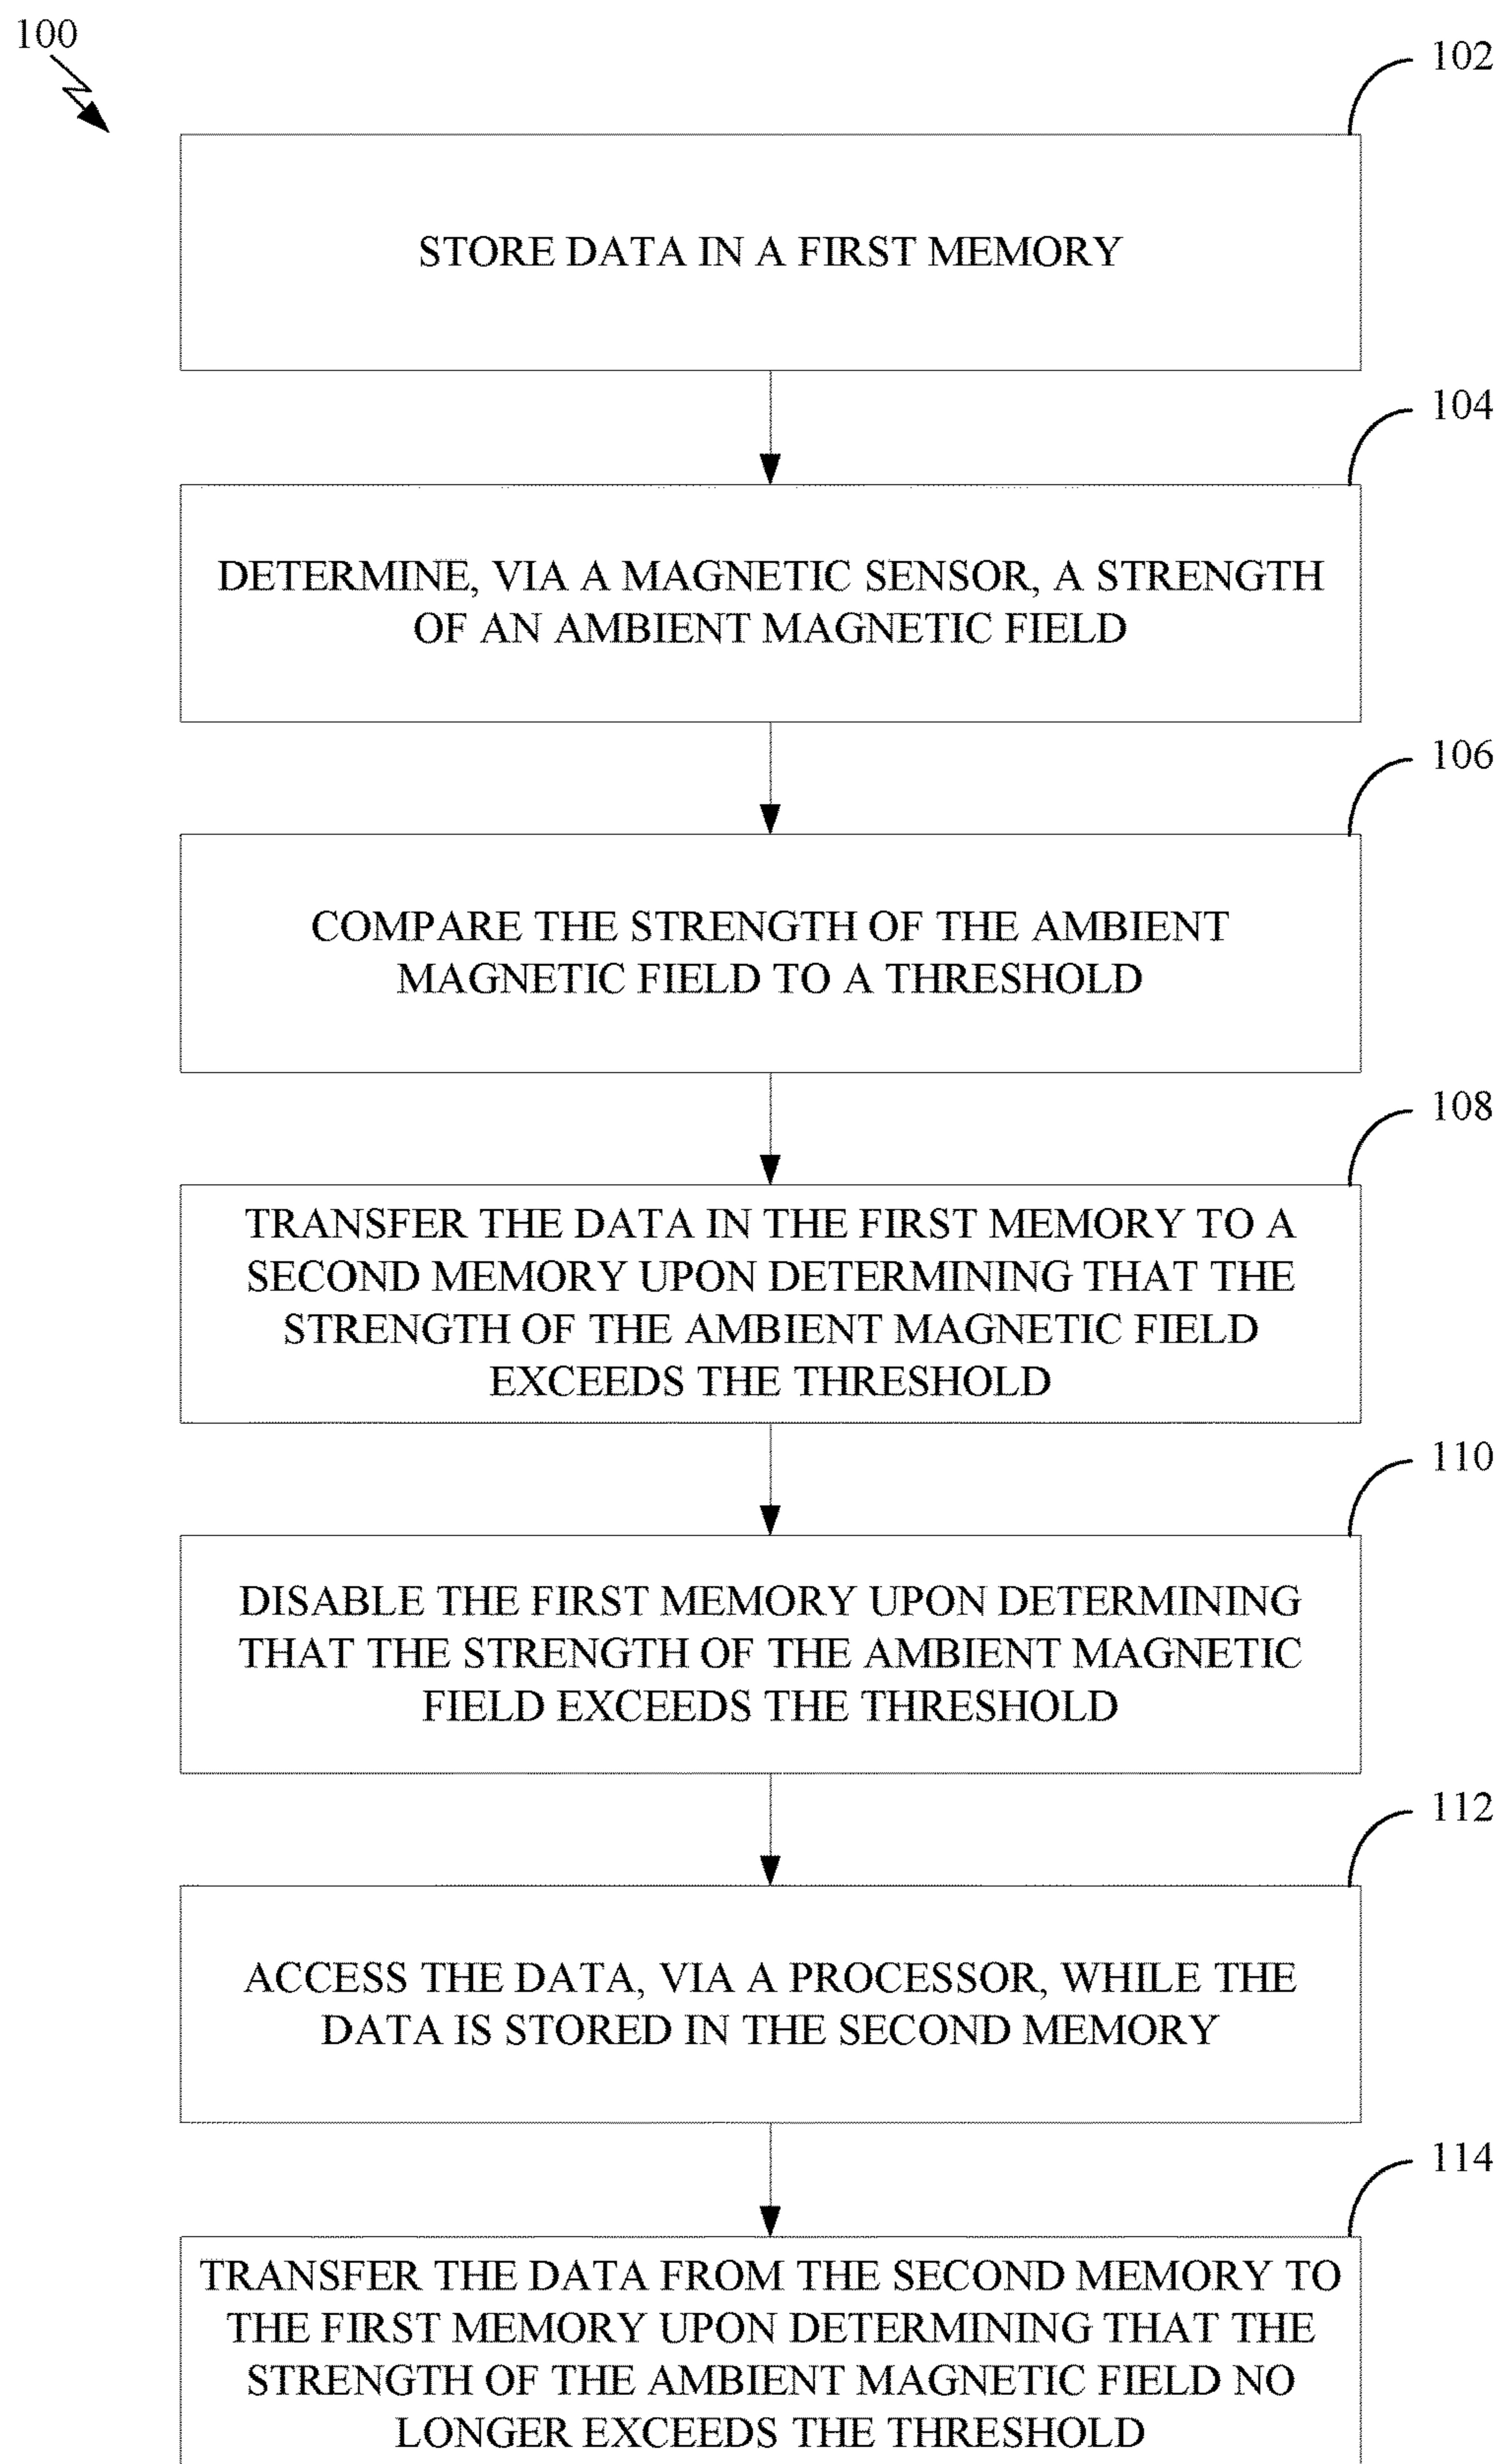 100
102
STORE DATA IN A FIRST MEMORY
104
DETERMINE, VIA A MAGNETIC SENSOR, A STRENGTH
OF AN AMBIENT MAGNETIC FIELD
106
COMPARE THE STRENGTH OF THE AMBIENT
MAGNETIC FIELD TO A THRESHOLD
108
TRANSFER THE DATA IN THE FIRST MEMORY TO A
SECOND MEMORY UPON DETERMINING THAT THE
STRENGTH OF THE AMBIENT MAGNETIC FIELD
EXCEEDS THE THRESHOLD
110
DISABLE THE FIRST MEMORY UPON DETERMINING
THAT THE STRENGTH OF THE AMBIENT MAGNETIC
FIELD EXCEEDS THE THRESHOLD
112
ACCESS THE DATA, VIA A PROCESSOR, WHILE THE
DATA IS STORED IN THE SECOND MEMORY
114
TRANSFER THE DATA FROM THE SECOND MEMORY TO
THE FIRST MEMORY UPON DETERMINING THAT THE
STRENGTH OF THE AMBIENT MAGNETIC FIELD NO
LONGER EXCEEDS THE THRESHOLD